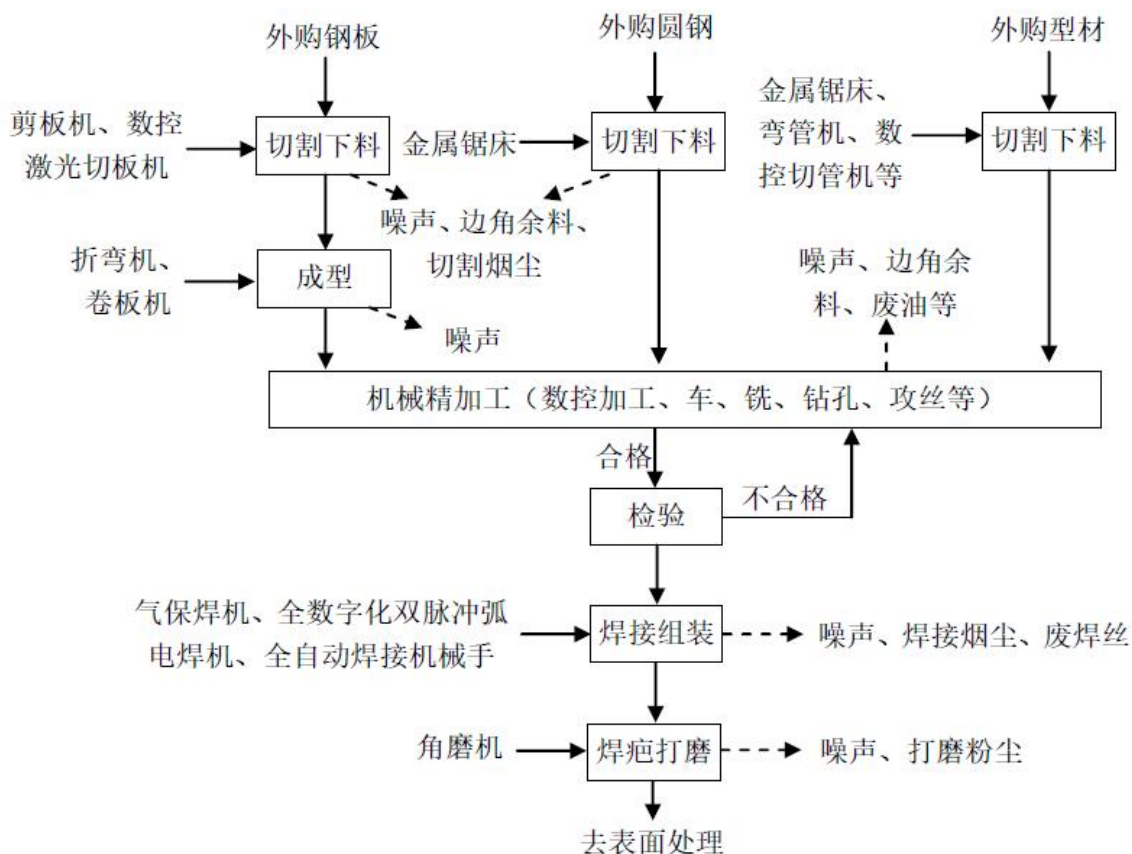 外购钢板
外购圆钢
外购型材
剪板机、数控
激光切板机
切割下料
金属锯床
切割下料
金属锯床、
弯管机、数
控切管机等
切割下料
噪声、边角余料、
切割烟尘
折弯机、
卷板机
成型
噪声
噪声、边角余
料、废油等
机械精加工（数控加工、车、铣、钻孔、攻丝等）
合格
不合格
检验
气保焊机、全数字化双脉冲弧
电焊机、全自动焊接机械手
焊接组装
噪声、焊接烟尘、废焊丝
角磨机
焊疤打磨
噪声、打磨粉尘
去表面处理